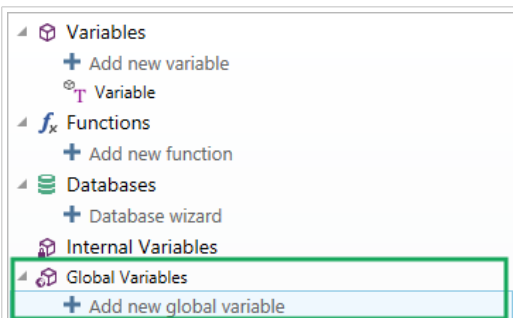 Variables
Add new variable
T Variable
fx Functions
Add new function
Databases
Database wizard
Internal Variables
Global Variables
Add new global variable